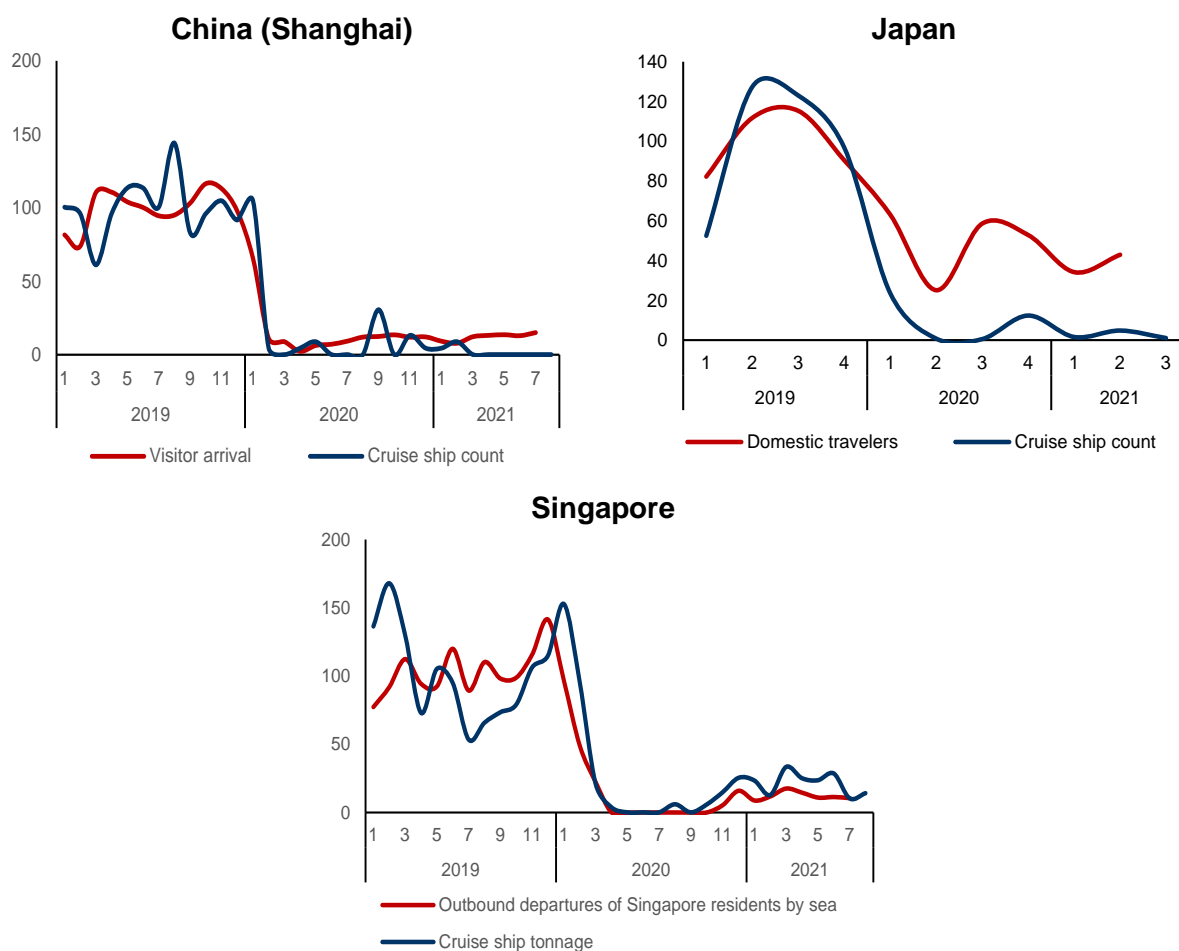 China (Shanghai)
200
150
100
50
0
1 3 5 7 9 11 1 3 5 7 9 11 1 3 5 7
2019 2020 2021
Visitor arrival Cruise ship count
Japan
140
120
100
80
60
40
20
0
1 2 3 4 1 2 3 4 1 2 3
2019 2020 2021
Domestic travelers Cruise ship count
Singapore
200
150
100
50
0
1 3 5 7 9 11 1 3 5 7 9 11 1 3 5 7
2019 2020 2021
Outbound departures of Singapore residents by sea
Cruise ship tonnage